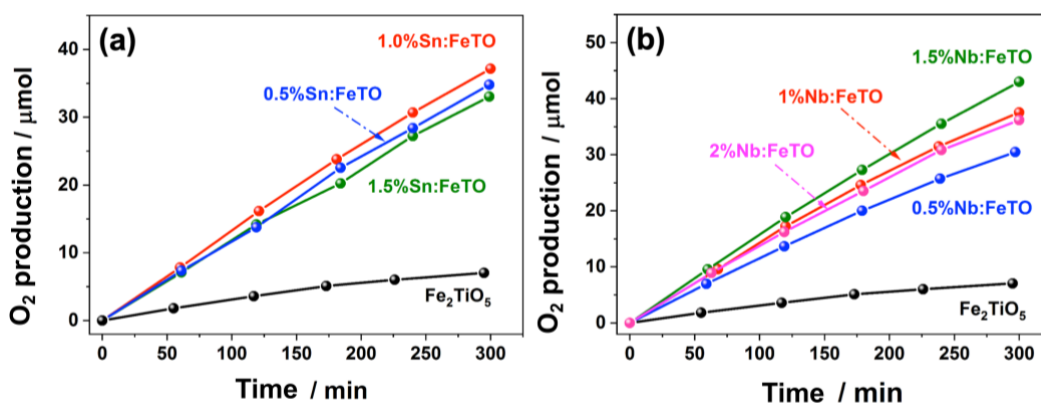 (a)
1.0%Sn:FeTO
0.5%Sn:FeTO
1.5%Sn:FeTO
Fe₂TiO₅
O₂ production / μmol
40
30
20
10
0
0 50 100 150 200 250 300
Time / min
(b)
1.5%Nb:FeTO
1%Nb:FeTO
2%Nb:FeTO
0.5%Nb:FeTO
Fe₂TiO₅
O₂ production / μmol
50
40
30
20
10
0
0 50 100 150 200 250 300
Time / min